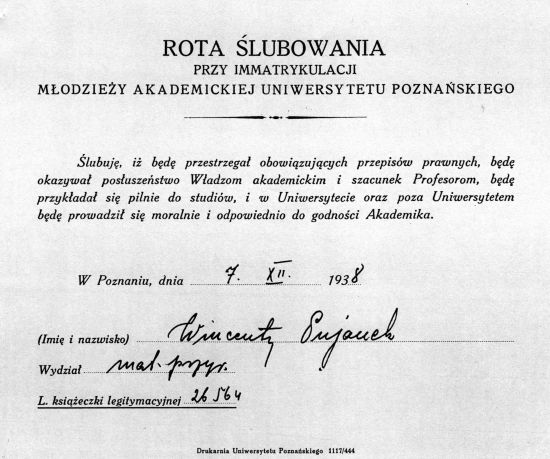 ROTA ŚLUBOWANIA
PRZY IMMATRYKULACJI
MŁODZIEŻY AKADEMICKIEJ UNIWERSYTETU POZNAŃSKIEGO
Ślubuję, iż będę przestrzegał obowiązujących przepisów prawnych, będę
okazywał posłuszeństwo Władzom akademickim i szacunek Profesorom, będę
przykładał się pilnie do studiów, i w Uniwersytecie oraz poza Uniwersytetem
będę prowadził się moralnie i odpowiednio do godności Akademika.
W Poznaniu, dnia 7. XII. 1938
(Imię i nazwisko) Wincenty
Wydział mat. przyr.
L. książeczki legitymacyjnej 26564
Drukarnia Uniwersytetu Poznańskiego 1117/444